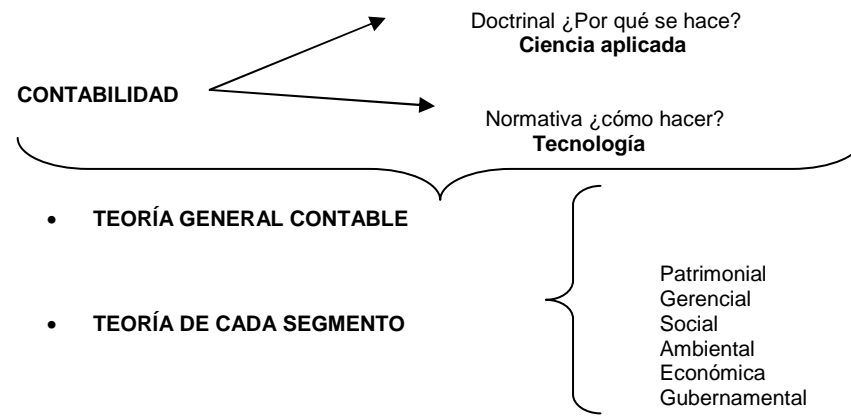 Doctrinal ¿Por qué se hace?
Ciencia aplicada
CONTABILIDAD
Normativa ¿cómo hacer?
Tecnología
• TEORÍA GENERAL CONTABLE
• TEORÍA DE CADA SEGMENTO
Patrimonial
Gerencial
Social
Ambiental
Económica
Gubernamental